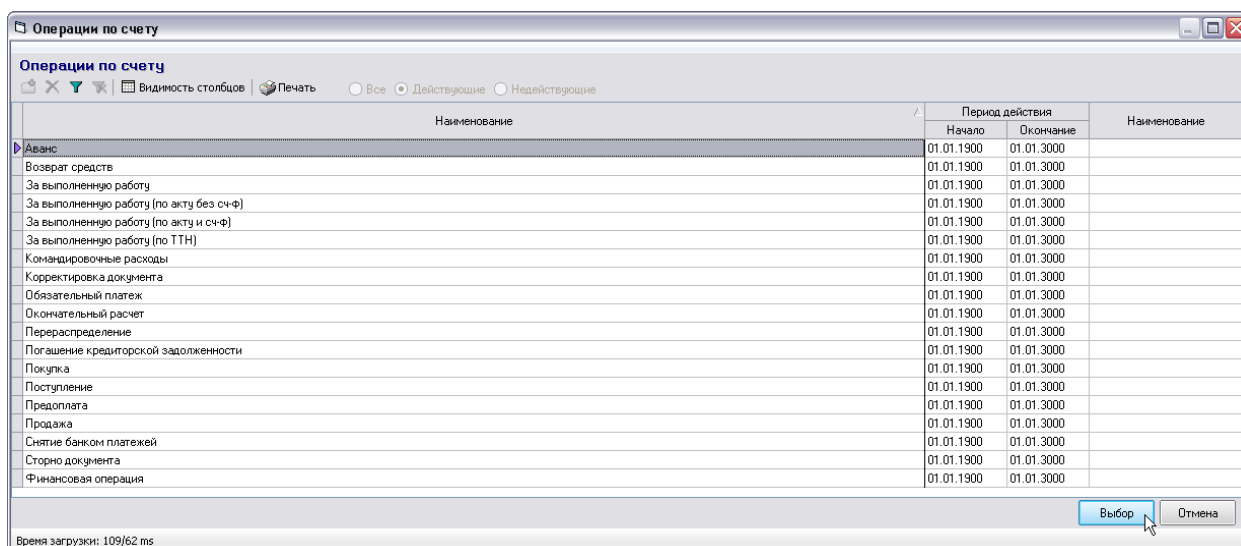 Операции по счету
Операции по счету
Видимость столбцов Печать Все Действующие Недействующие
Наименование Период действия Наименование
Начало Окончание
Аванс 01.01.1900 01.01.3000
Возврат средств 01.01.1900 01.01.3000
За выполненную работу 01.01.1900 01.01.3000
За выполненную работу (по акту без сч-ф) 01.01.1900 01.01.3000
За выполненную работу (по акту и сч-ф) 01.01.1900 01.01.3000
За выполненную работу (по ТТН) 01.01.1900 01.01.3000
Командировочные расходы 01.01.1900 01.01.3000
Корректировка документа 01.01.1900 01.01.3000
Обязательный платеж 01.01.1900 01.01.3000
Окончательный расчет 01.01.1900 01.01.3000
Перераспределение 01.01.1900 01.01.3000
Погашение кредиторской задолженности 01.01.1900 01.01.3000
Покупка 01.01.1900 01.01.3000
Поступление 01.01.1900 01.01.3000
Предоплата 01.01.1900 01.01.3000
Продажа 01.01.1900 01.01.3000
Снятие банком платежей 01.01.1900 01.01.3000
Сторно документа 01.01.1900 01.01.3000
Финансовая операция 01.01.1900 01.01.3000
Выбор Отмена
Время загрузки: 109/62 ms